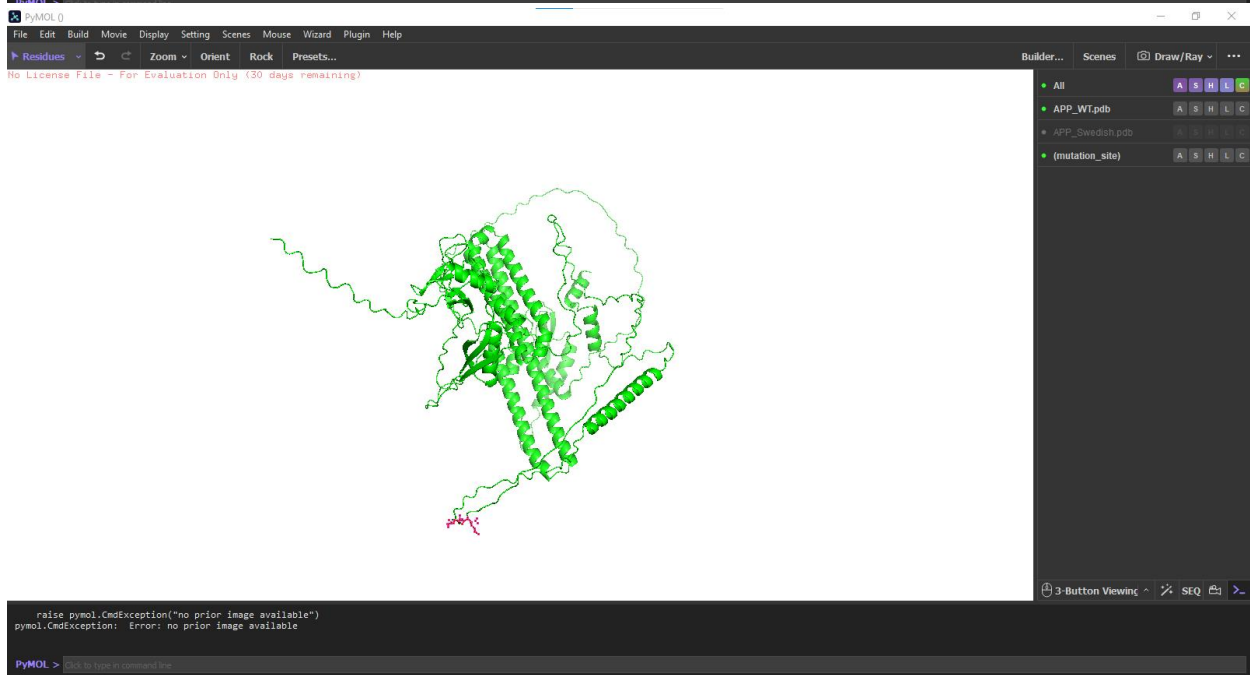 PyMOL ()
File Edit Build Movie Display Setting Scenes Mouse Wizard Plugin Help
Residues Zoom Orient Rock Presets... Builder... Scenes Draw/Ray
No License File - For Evaluation Only (30 days remaining)
All A S H L C
APP_WT.pdb A S H L C
APP_Swedish.pdb A S H L C
(mutation_site) A S H L C
3-Button Viewing SEQ
raise pymol.CmdException("no prior image available")
pymol.CmdException: Error: no prior image available
PyMOL > Click to type in command line